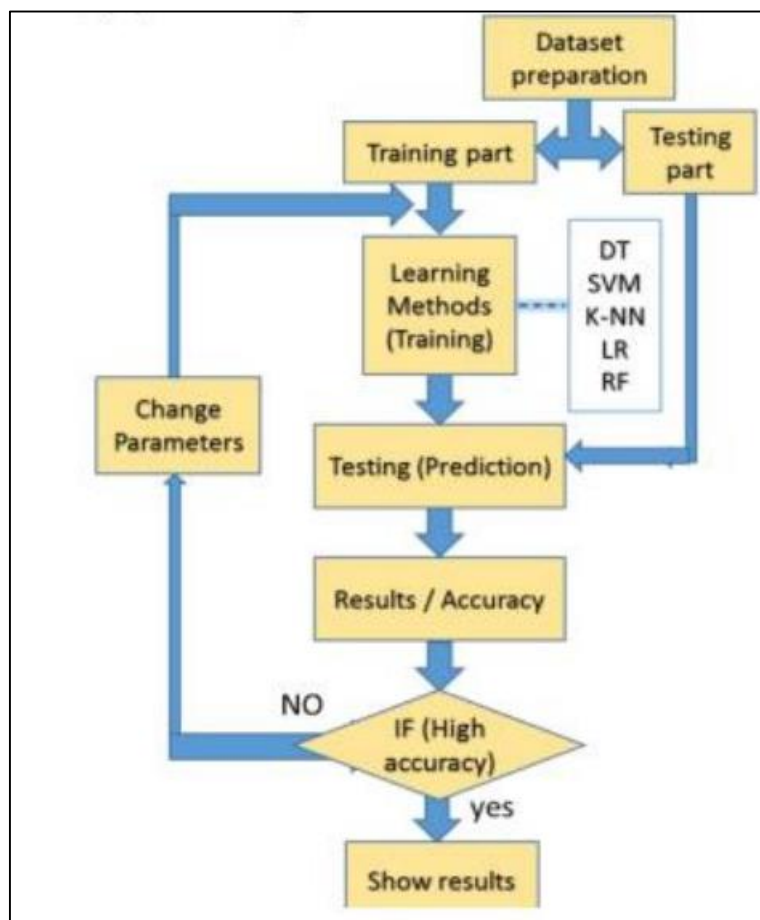 Dataset
preparation
Training part
Testing
part
Learning
Methods
(Training)
DT
SVM
K-NN
LR
RF
Change
Parameters
Testing (Prediction)
Results / Accuracy
NO
IF (High
accuracy)
yes
Show results